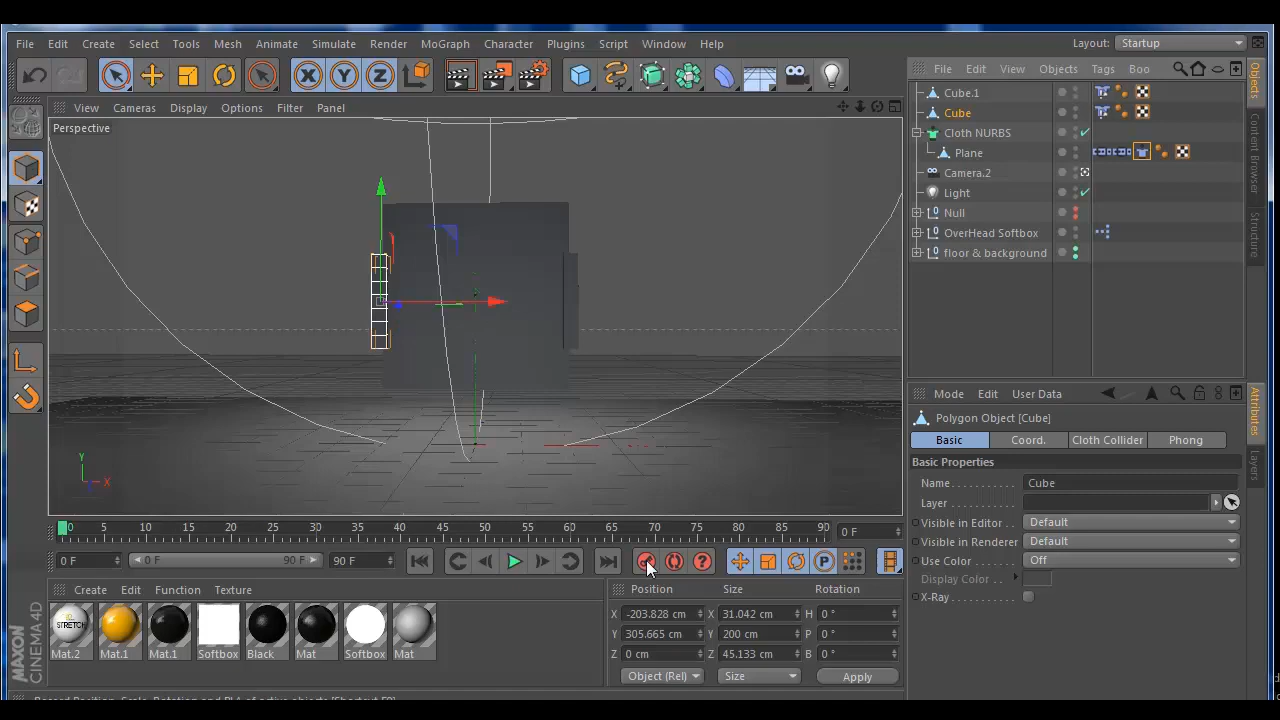 File Edit Create Select Tools Mesh Animate Simulate Render MoGraph Character Plugins Script Window Help Layout: Startup
X Y Z
File Edit View Objects Tags Boo
View Cameras Display Options Filter Panel
Perspective
Cube.1
Cube
Cloth NURBS
Plane
Camera.2
Light
Null
OverHead Softbox
floor & background
Objects
Content Browser
Structure
Mode Edit User Data
Polygon Object [Cube]
Basic Coord. Cloth Collider Phong
Basic Properties
Name Cube
Layer
Visible in Editor Default
Visible in Renderer Default
Use Color Off
Display Color
X-Ray
Attributes
Layers
Y
X
0 5 10 15 20 25 30 35 40 45 50 55 60 65 70 75 80 85 90 0 F
0 F 0 F 90 F 90 F P
Create Edit Function Texture
STRETCH
Mat.2 Mat.1 Mat.1 Softbox Black Mat Softbox Mat
MAXON
CINEMA 4D
Position Size Rotation
X -203.828 cm X 31.042 cm H 0 °
Y 305.665 cm Y 200 cm P 0 °
Z 0 cm Z 45.133 cm B 0 °
Object (Rel) Size Apply